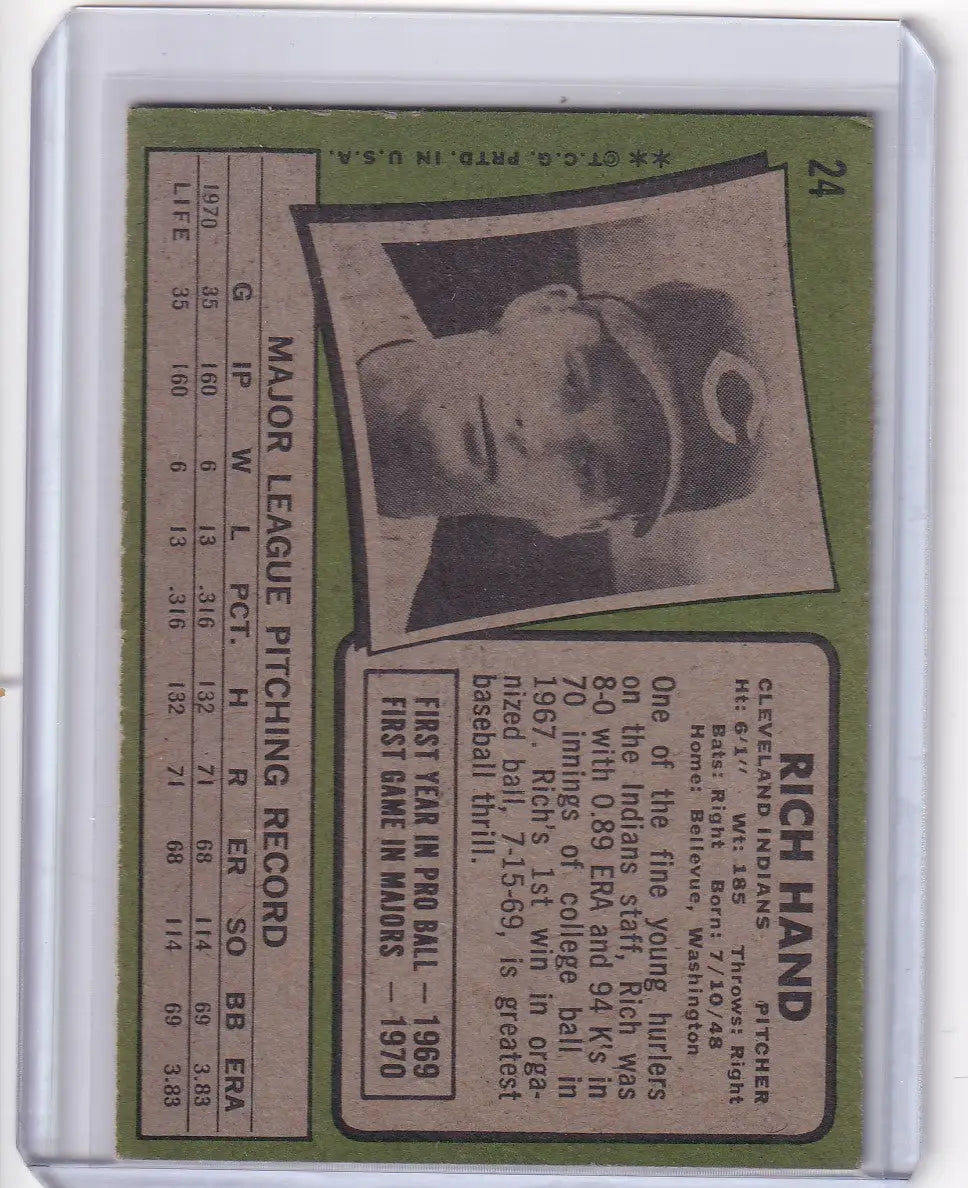 24
**©T.C.G. PRTD. IN U.S.A.
C
RICH HAND
CLEVELAND INDIANS PITCHER
Ht: 6'1" Wt: 185 Throws: Right
Bats: Right Born: 7/10/48
Home: Bellevue, Washington
One of the fine young hurlers
on the Indians staff, Rich was
8-0 with 0.89 ERA and 94 K's in
70 innings of college ball in
1967. Rich's 1st win in orga-
nized ball, 7-15-69, is greatest
baseball thrill.
FIRST YEAR IN PRO BALL — 1969
FIRST GAME IN MAJORS — 1970
MAJOR LEAGUE PITCHING RECORD
G IP W L PCT. H R ER SO BB ERA
1970 35 160 6 13 .316 132 71 68 114 69 3.83
LIFE 35 160 6 13 .316 132 71 68 114 69 3.83